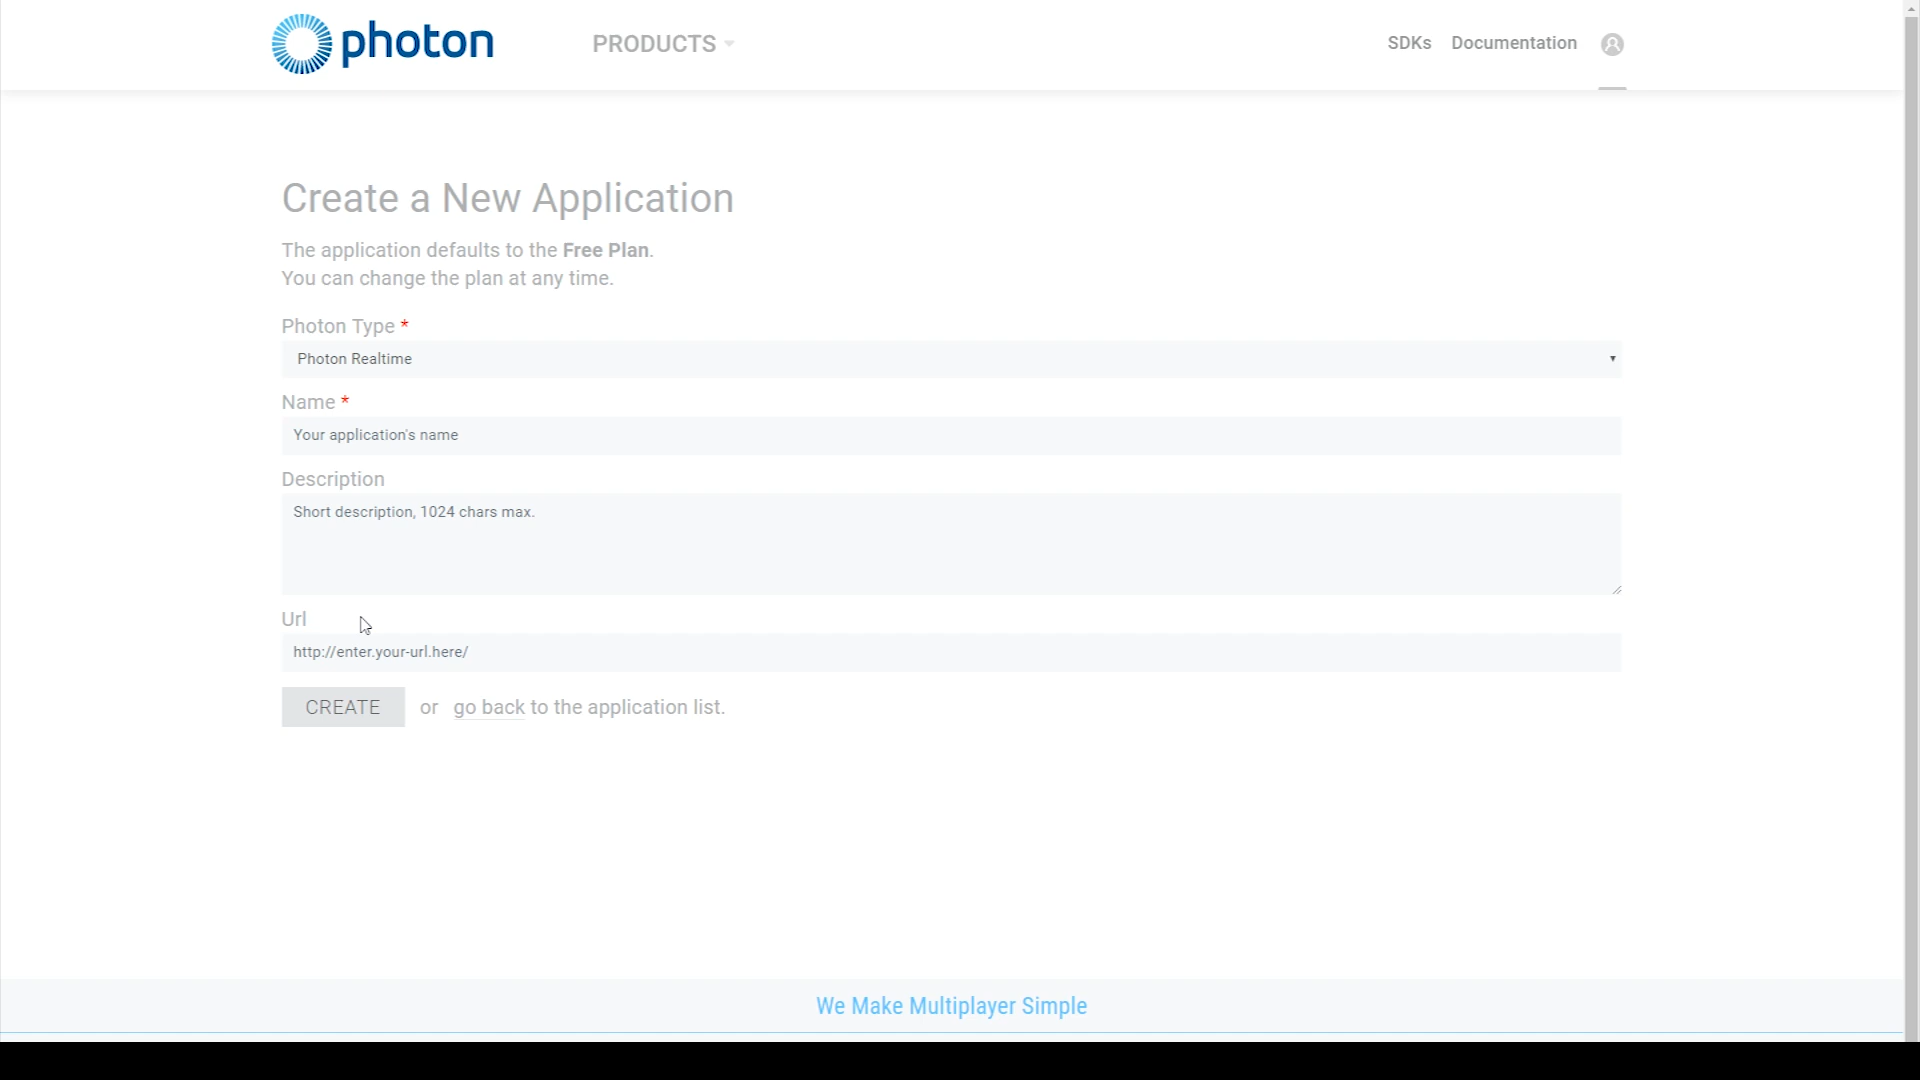 photon
PRODUCTS
SDKs Documentation
Create a New Application
The application defaults to the Free Plan.
You can change the plan at any time.
Photon Type *
Photon Realtime
Name *
Your application's name
Description
Short description, 1024 chars max.
Url
http://enter.your-url.here/
CREATE or go back to the application list.
We Make Multiplayer Simple